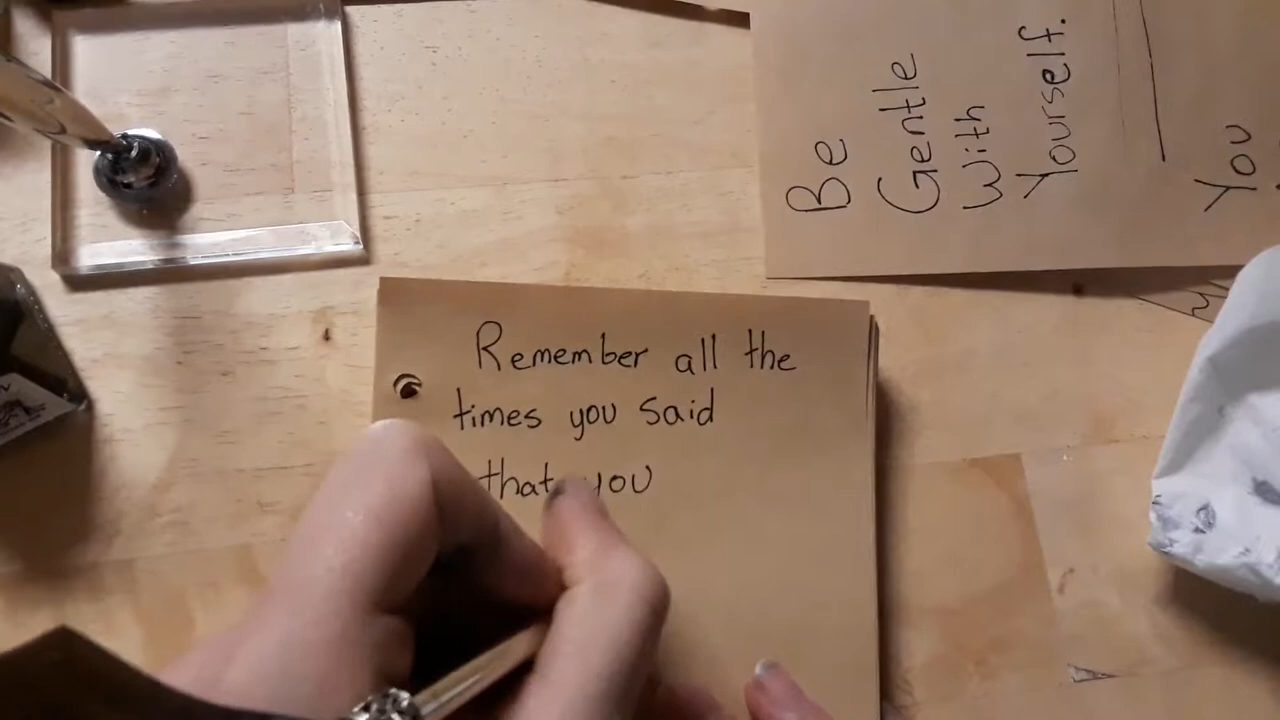 Remember all the
times you said
that you
Be
Gentle
With
Yourself.
You